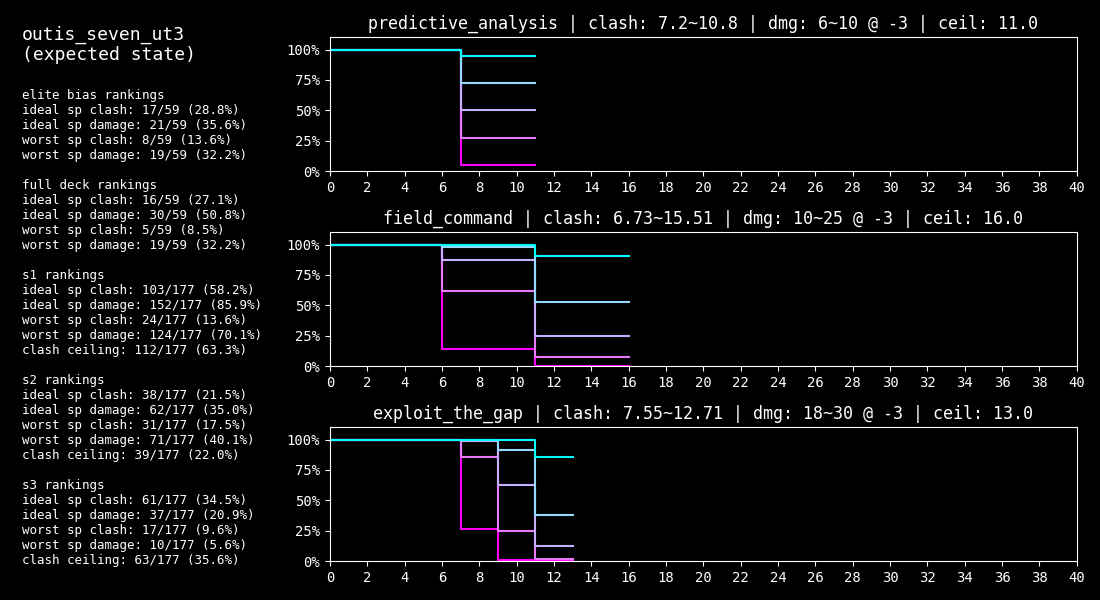 outis_seven_ut3
(expected state)
elite bias rankings
ideal sp clash: 17/59 (28.8%)
ideal sp damage: 21/59 (35.6%)
worst sp clash: 8/59 (13.6%)
worst sp damage: 19/59 (32.2%)
full deck rankings
ideal sp clash: 16/59 (27.1%)
ideal sp damage: 30/59 (50.8%)
worst sp clash: 5/59 (8.5%)
worst sp damage: 19/59 (32.2%)
s1 rankings
ideal sp clash: 103/177 (58.2%)
ideal sp damage: 152/177 (85.9%)
worst sp clash: 24/177 (13.6%)
worst sp damage: 124/177 (70.1%)
clash ceiling: 112/177 (63.3%)
s2 rankings
ideal sp clash: 38/177 (21.5%)
ideal sp damage: 62/177 (35.0%)
worst sp clash: 31/177 (17.5%)
worst sp damage: 71/177 (40.1%)
clash ceiling: 39/177 (22.0%)
s3 rankings
ideal sp clash: 61/177 (34.5%)
ideal sp damage: 37/177 (20.9%)
worst sp clash: 17/177 (9.6%)
worst sp damage: 10/177 (5.6%)
clash ceiling: 63/177 (35.6%)
predictive_analysis | clash: 7.2~10.8 | dmg: 6~10 @ -3 | ceil: 11.0
100%
75%
50%
25%
0%
0 2 4 6 8 10 12 14 16 18 20 22 24 26 28 30 32 34 36 38 40
field_command | clash: 6.73~15.51 | dmg: 10~25 @ -3 | ceil: 16.0
100%
75%
50%
25%
0%
0 2 4 6 8 10 12 14 16 18 20 22 24 26 28 30 32 34 36 38 40
exploit_the_gap | clash: 7.55~12.71 | dmg: 18~30 @ -3 | ceil: 13.0
100%
75%
50%
25%
0%
0 2 4 6 8 10 12 14 16 18 20 22 24 26 28 30 32 34 36 38 40